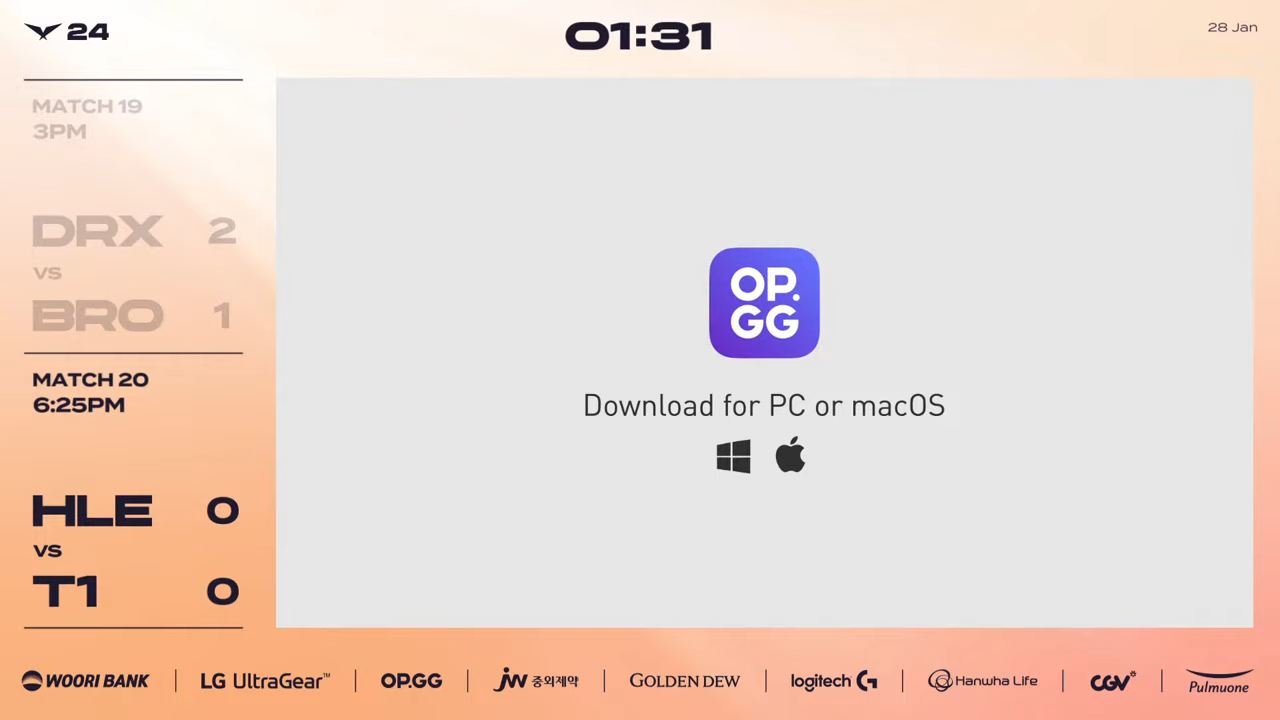 24
01:31
28 Jan
MATCH 19
3PM
DRX 2
VS
BRO 1
MATCH 20
6:25PM
HLE 0
VS
T1 0
OP.
GG
Download for PC or macOS
WOORI BANK
LG UltraGear™
OP.GG
JW 중외제약
GOLDEN DEW
logitech G
Hanwha Life
CGV
Pulmuone